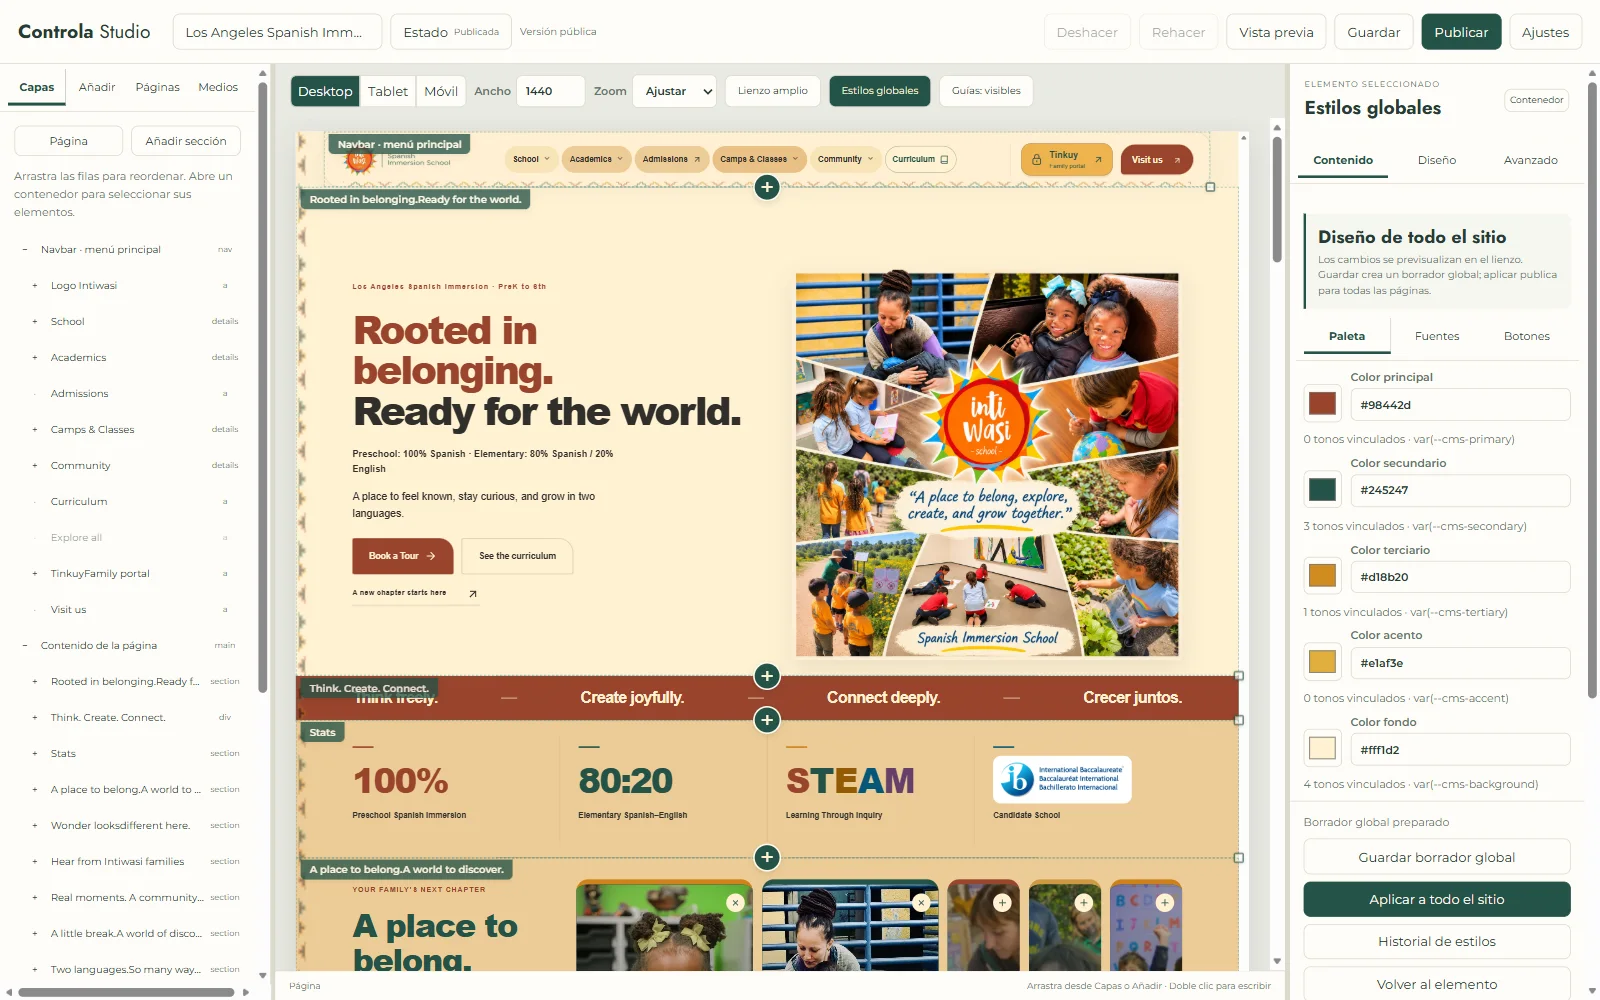 Controla Studio
Los Angeles Spanish Imm...
Estado Publicada
Versión pública
Deshacer
Rehacer
Vista previa
Guardar
Publicar
Ajustes
Capas
Añadir
Páginas
Medios
Página
Añadir sección
Arrastra las filas para reordenar. Abre un
contenedor para seleccionar sus
elementos.
Navbar · menú principal nav
Logo Intiwasi a
School details
Academics details
Admissions a
Camps & Classes details
Community details
Curriculum a
Explore all a
TinkuyFamily portal a
Visit us a
Contenido de la página main
Rooted in belonging.Ready f... section
Think. Create. Connect. div
Stats section
A place to belong.A world to ... section
Wonder looksdifferent here. section
Hear from Intiwasi families section
Real moments. A community... section
A little break.A world of disco... section
Two languages.So many way... section
Desktop
Tablet
Móvil
Ancho 1440
Zoom Ajustar
Lienzo amplio
Estilos globales
Guías: visibles
Navbar · menú principal
Spanish
Immersion School
School
Academics
Admissions
Camps & Classes
Community
Curriculum
Tinkuy
Family portal
Visit us
Rooted in belonging.Ready for the world.
Los Angeles Spanish Immersion · PreK to 8th
Rooted in
belonging.
Ready for the world.
Preschool: 100% Spanish · Elementary: 80% Spanish / 20%
English
A place to feel known, stay curious, and grow in two
languages.
Book a Tour
See the curriculum
A new chapter starts here
inti
wasi
- school -
“A place to belong, explore,
create, and grow together.”
Spanish Immersion School
Think. Create. Connect.
Think freely.
Create joyfully.
Connect deeply.
Crecer juntos.
Stats
100%
Preschool Spanish Immersion
80:20
Elementary Spanish–English
STEAM
Learning Through Inquiry
ib
International Baccalaureate
Baccalauréat International
Bachillerato Internacional
Candidate School
A place to belong.A world to discover.
YOUR FAMILY'S NEXT CHAPTER
A place to
belong.
Página
Arrastra desde Capas o Añadir · Doble clic para escribir
ELEMENTO SELECCIONADO
Estilos globales
Contenedor
Contenido
Diseño
Avanzado
Diseño de todo el sitio
Los cambios se previsualizan en el lienzo.
Guardar crea un borrador global; aplicar publica
para todas las páginas.
Paleta
Fuentes
Botones
Color principal
#98442d
0 tonos vinculados · var(--cms-primary)
Color secundario
#245247
3 tonos vinculados · var(--cms-secondary)
Color terciario
#d18b20
1 tonos vinculados · var(--cms-tertiary)
Color acento
#e1af3e
0 tonos vinculados · var(--cms-accent)
Color fondo
#fff1d2
4 tonos vinculados · var(--cms-background)
Borrador global preparado
Guardar borrador global
Aplicar a todo el sitio
Historial de estilos
Volver al elemento